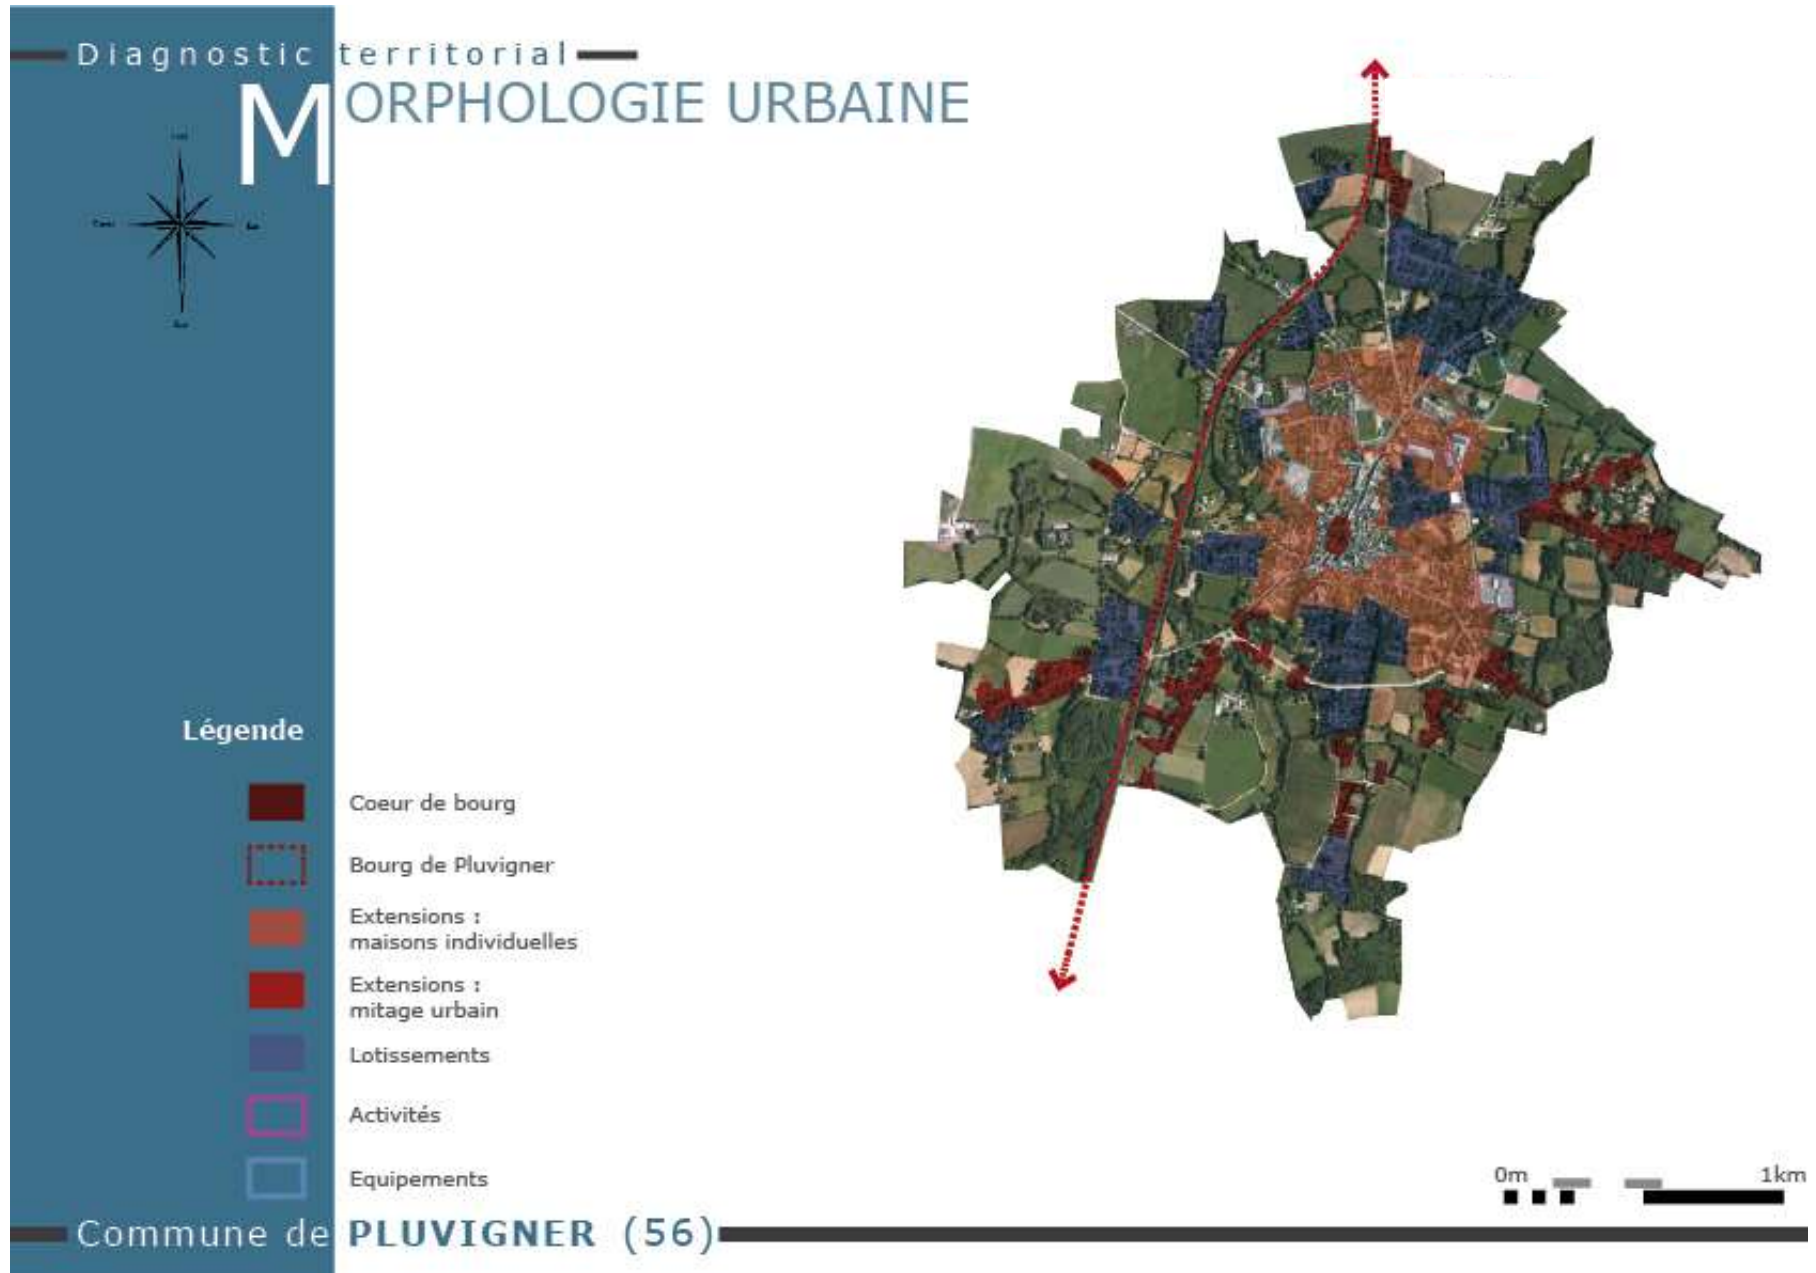 Diagnostic territorial
MORPHOLOGIE URBAINE
Légende
Coeur de bourg
Bourg de Pluvigner
Extensions :
maisons individuelles
Extensions :
mitage urbain
Lotissements
Activités
Equipements
0m 1km
Commune de PLUVIGNER (56)